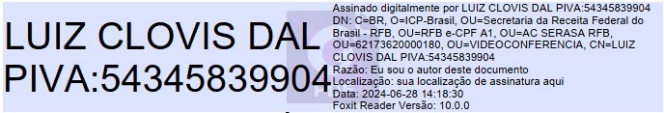 LUIZ CLOVIS DAL
PIVA:54345839904
Assinado digitalmente por LUIZ CLOVIS DAL PIVA:54345839904
DN: C=BR, O=ICP-Brasil, OU=Secretaria da Receita Federal do
Brasil - RFB, OU=RFB e-CPF A1, OU=AC SERASA RFB,
OU=62173620000180, OU=VIDEOCONFERENCIA, CN=LUIZ
CLOVIS DAL PIVA:54345839904
Razão: Eu sou o autor deste documento
Localização: sua localização de assinatura aqui
Data: 2024-06-28 14:18:30
Foxit Reader Versão: 10.0.0